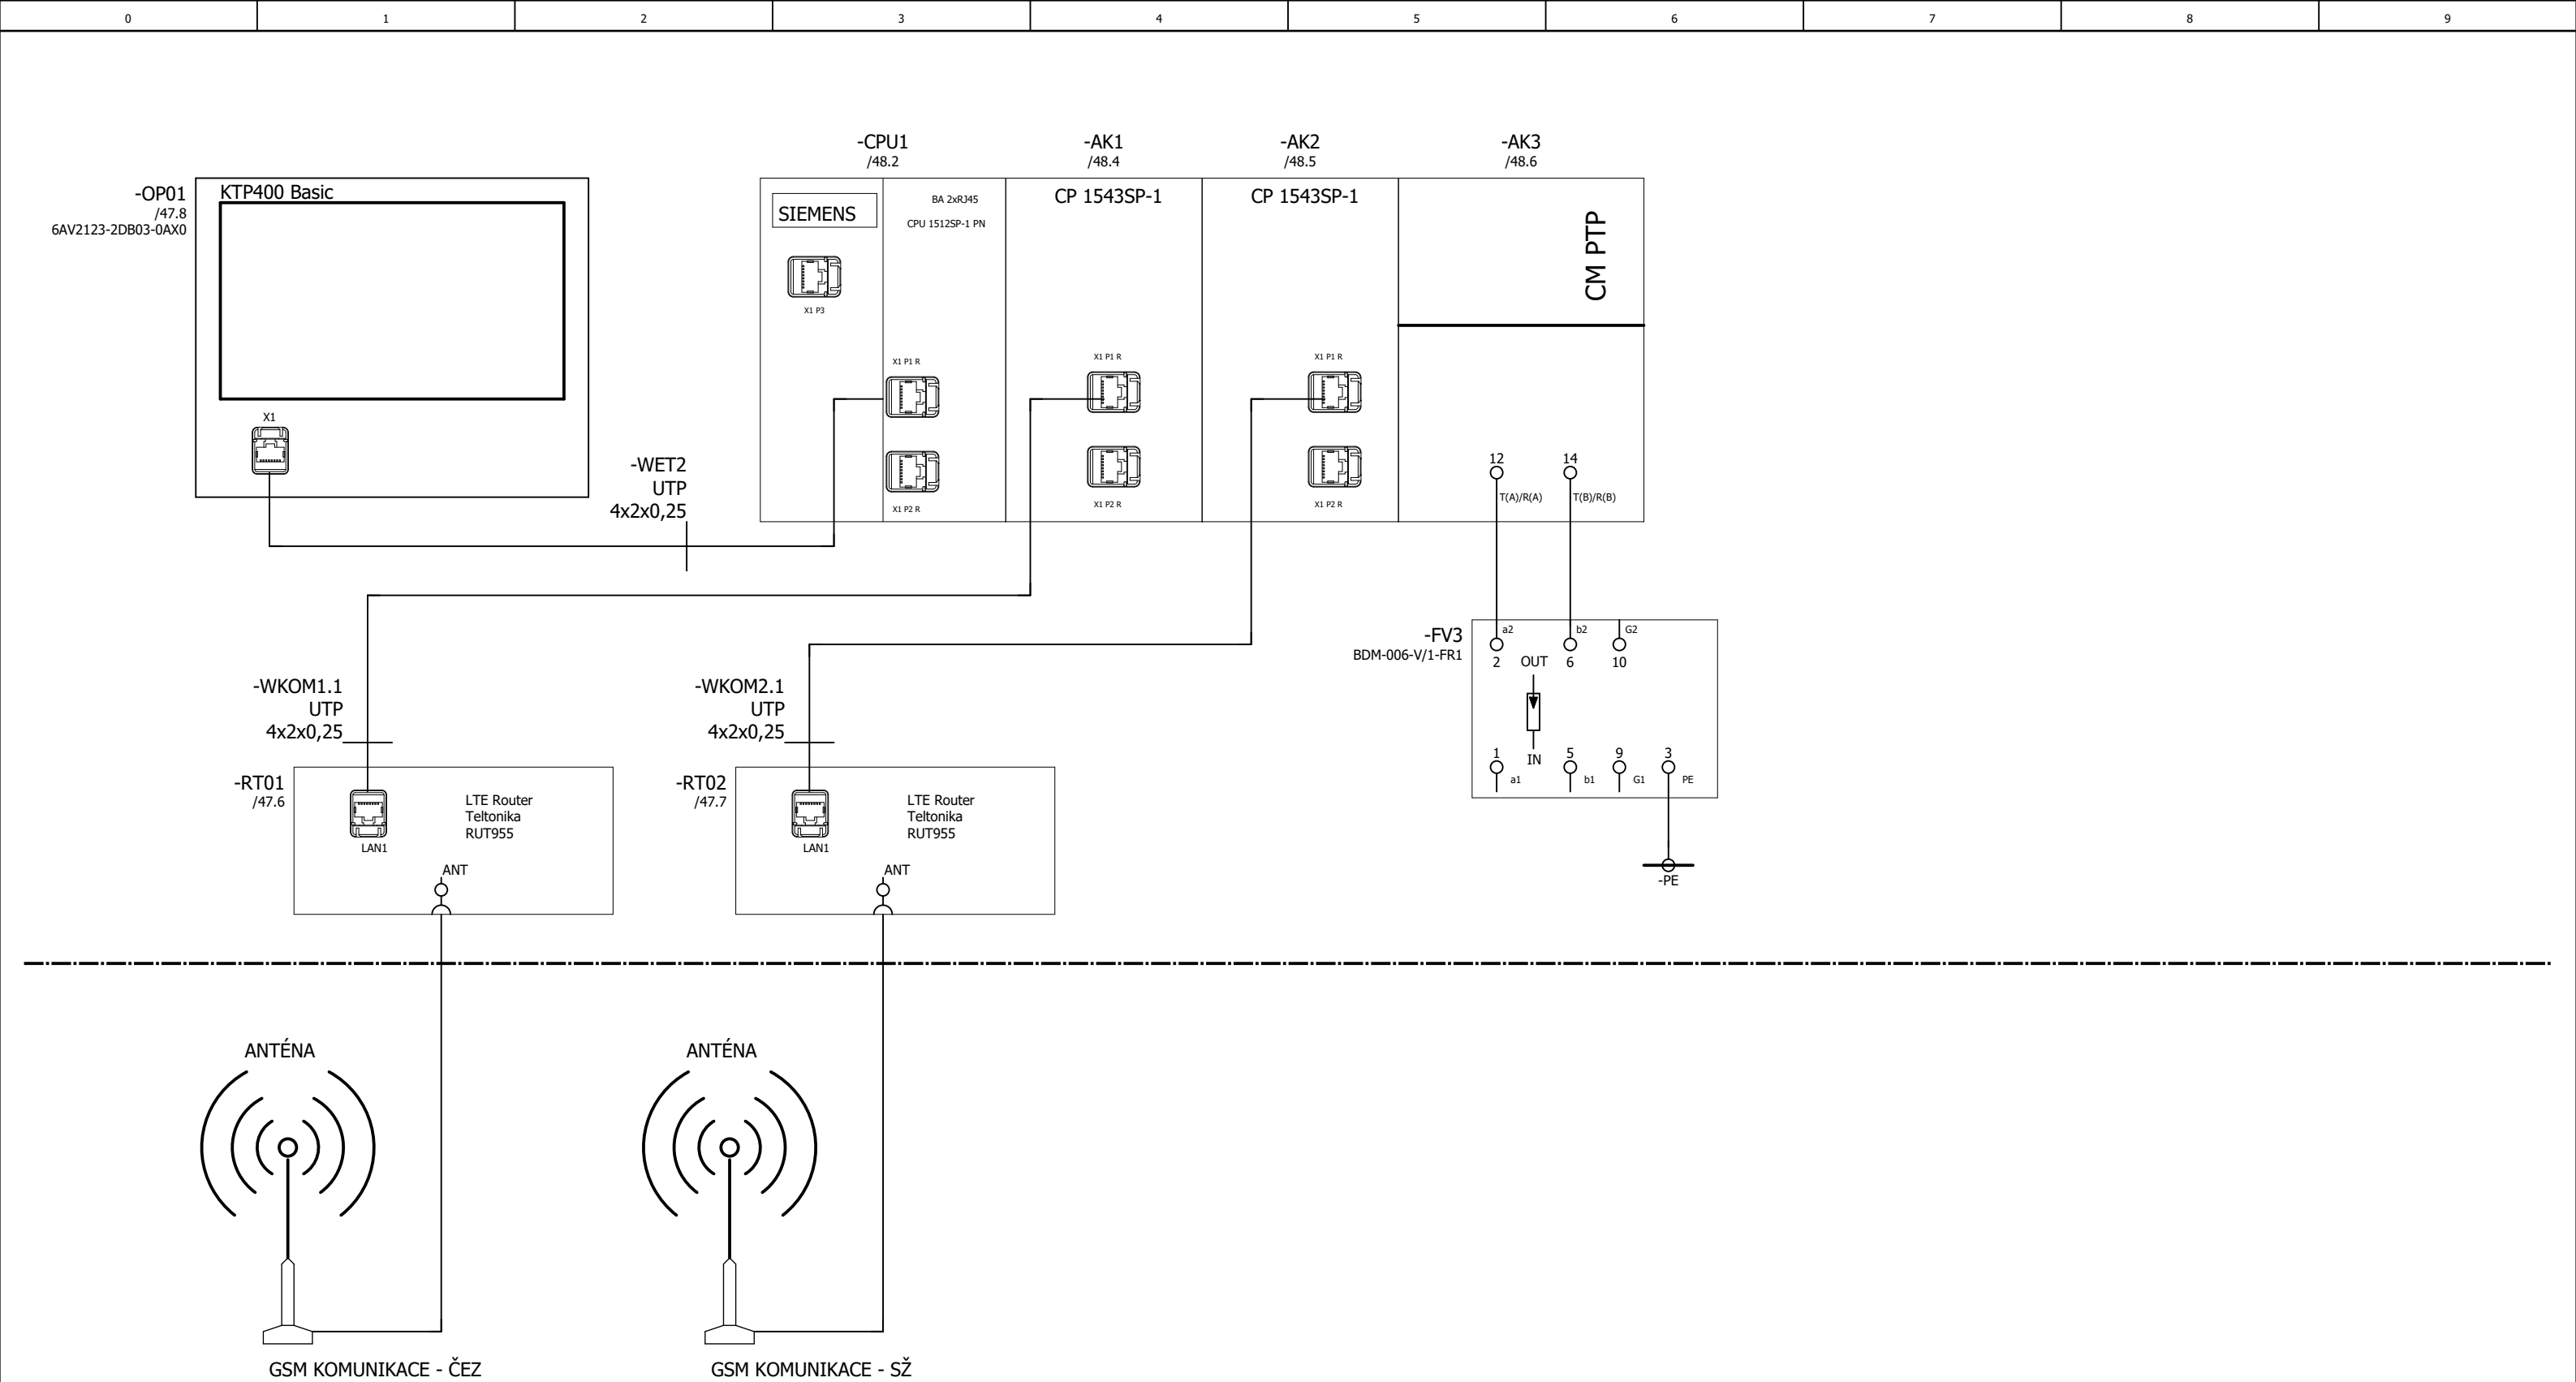 0 1 2 3 4 5 6 7 8 9
-CPU1
/48.2
-AK1
/48.4
-AK2
/48.5
-AK3
/48.6
-OP01
/47.8
6AV2123-2DB03-0AX0
KTP400 Basic
X1
SIEMENS
BA 2xRJ45
CPU 1512SP-1 PN
X1 P3
X1 P1 R
X1 P2 R
CP 1543SP-1
X1 P1 R
X1 P2 R
CP 1543SP-1
X1 P1 R
X1 P2 R
CM PTP
12
T(A)/R(A)
14
T(B)/R(B)
-WET2
UTP
4x2x0,25
-FV3
BDM-006-V/1-FR1
a2
2
OUT
b2
6
G2
10
1
a1
IN
5
b1
9
G1
3
PE
-PE
-WKOM1.1
UTP
4x2x0,25
-WKOM2.1
UTP
4x2x0,25
-RT01
/47.6
LAN1
LTE Router
Teltonika
RUT955
ANT
-RT02
/47.7
LAN1
LTE Router
Teltonika
RUT955
ANT
ANTÉNA
ANTÉNA
GSM KOMUNIKACE - ČEZ
GSM KOMUNIKACE - SŽ